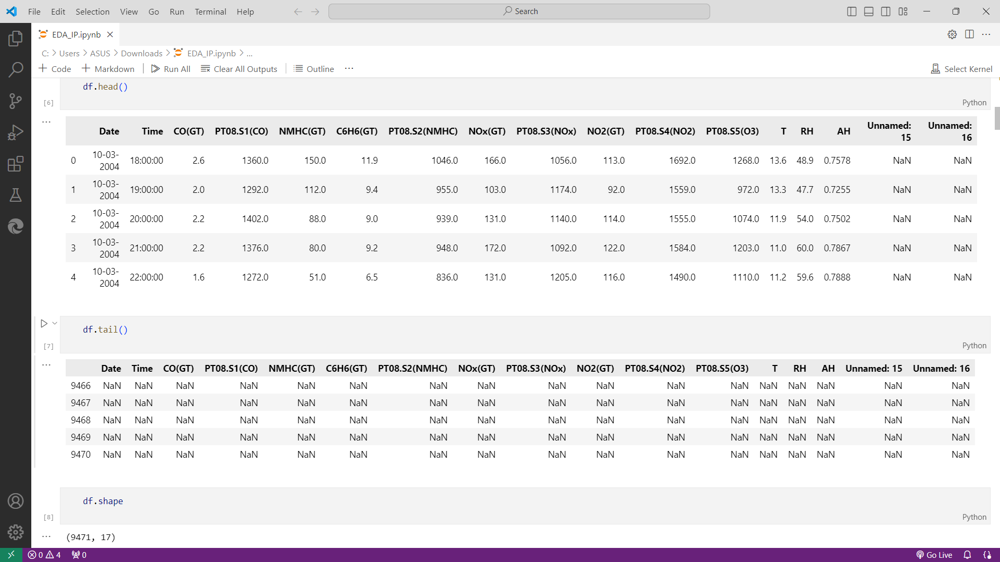 File Edit Selection View Go Run Terminal Help Search
EDA_IP.ipynb
C: > Users > ASUS > Downloads > EDA_IP.ipynb > ...
+ Code + Markdown Run All Clear All Outputs Outline ... Select Kernel
df.head()
[6] Python
...
Date Time CO(GT) PT08.S1(CO) NMHC(GT) C6H6(GT) PT08.S2(NMHC) NOx(GT) PT08.S3(NOx) NO2(GT) PT08.S4(NO2) PT08.S5(O3) T RH AH Unnamed: 15 Unnamed: 16
0 10-03-2004 18:00:00 2.6 1360.0 150.0 11.9 1046.0 166.0 1056.0 113.0 1692.0 1268.0 13.6 48.9 0.7578 NaN NaN
1 10-03-2004 19:00:00 2.0 1292.0 112.0 9.4 955.0 103.0 1174.0 92.0 1559.0 972.0 13.3 47.7 0.7255 NaN NaN
2 10-03-2004 20:00:00 2.2 1402.0 88.0 9.0 939.0 131.0 1140.0 114.0 1555.0 1074.0 11.9 54.0 0.7502 NaN NaN
3 10-03-2004 21:00:00 2.2 1376.0 80.0 9.2 948.0 172.0 1092.0 122.0 1584.0 1203.0 11.0 60.0 0.7867 NaN NaN
4 10-03-2004 22:00:00 1.6 1272.0 51.0 6.5 836.0 131.0 1205.0 116.0 1490.0 1110.0 11.2 59.6 0.7888 NaN NaN
df.tail()
[7] Python
...
Date Time CO(GT) PT08.S1(CO) NMHC(GT) C6H6(GT) PT08.S2(NMHC) NOx(GT) PT08.S3(NOx) NO2(GT) PT08.S4(NO2) PT08.S5(O3) T RH AH Unnamed: 15 Unnamed: 16
9466 NaN NaN NaN NaN NaN NaN NaN NaN NaN NaN NaN NaN NaN NaN NaN NaN NaN
9467 NaN NaN NaN NaN NaN NaN NaN NaN NaN NaN NaN NaN NaN NaN NaN NaN NaN
9468 NaN NaN NaN NaN NaN NaN NaN NaN NaN NaN NaN NaN NaN NaN NaN NaN NaN
9469 NaN NaN NaN NaN NaN NaN NaN NaN NaN NaN NaN NaN NaN NaN NaN NaN NaN
9470 NaN NaN NaN NaN NaN NaN NaN NaN NaN NaN NaN NaN NaN NaN NaN NaN NaN
df.shape
[8] Python
... (9471, 17)
0 4 0 Go Live